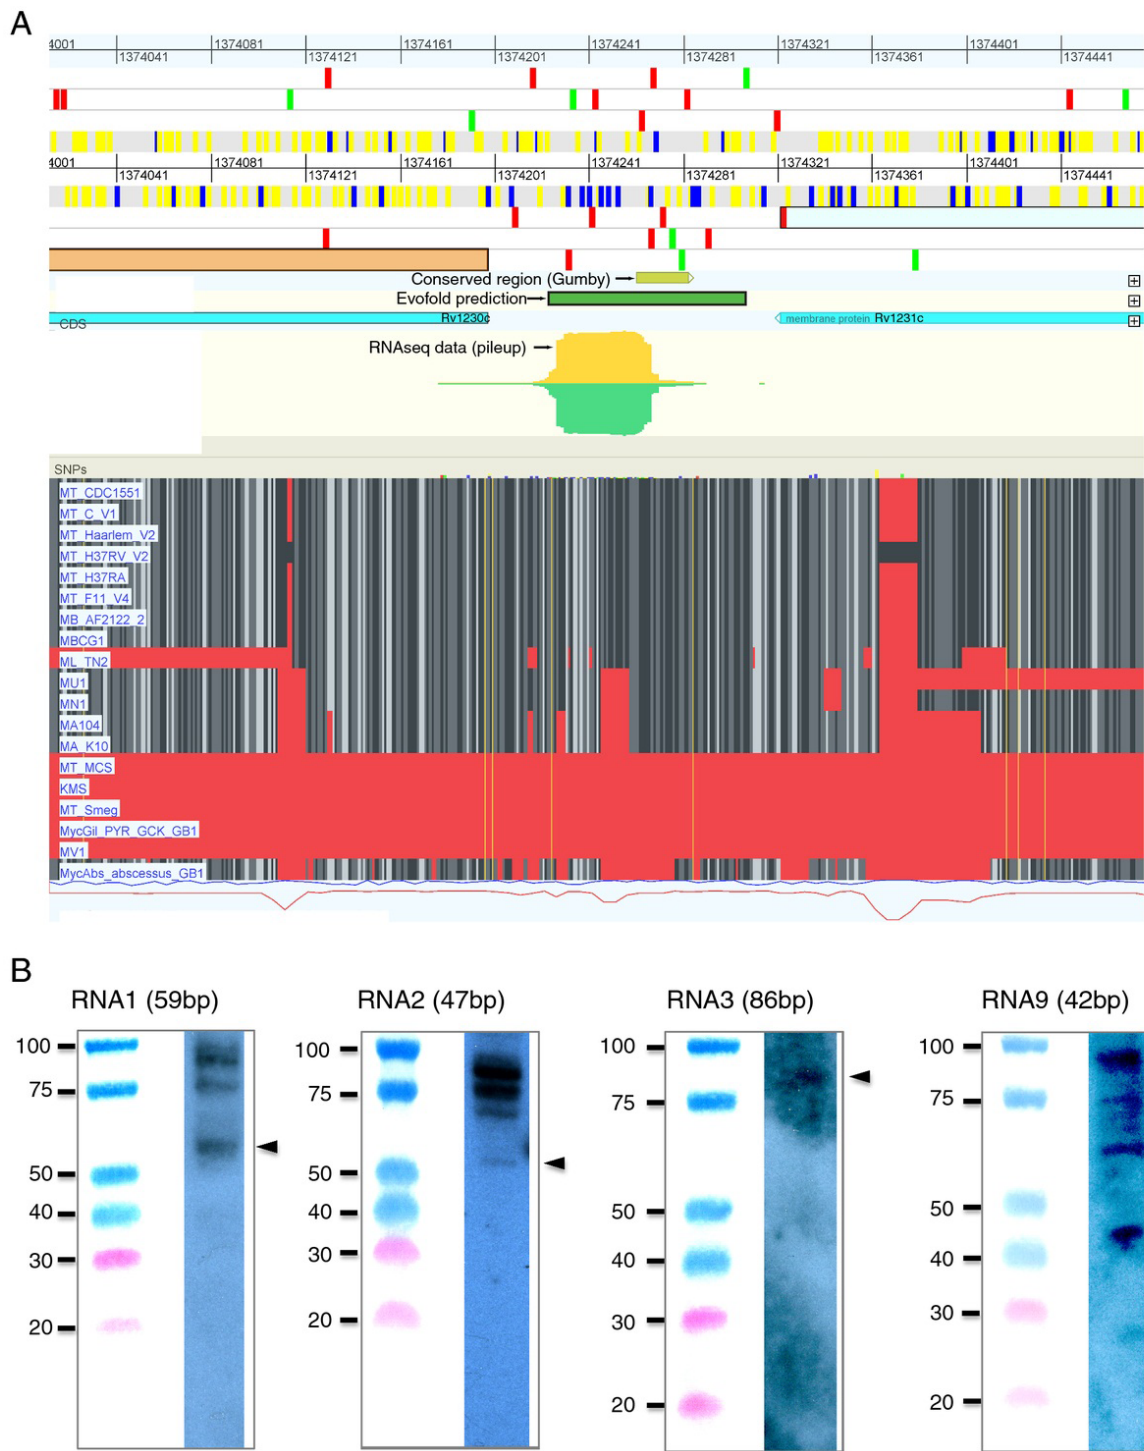 A
4001 1374081 1374161 1374241 1374321 1374401
1374041 1374121 1374201 1374281 1374361 1374441
4001 1374081 1374161 1374241 1374321 1374401
1374041 1374121 1374201 1374281 1374361 1374441
Conserved region (Gumby)
Evofold prediction
CDS Rv1230c membrane protein Rv1231c
RNAseq data (pileup)
SNPs
MT_CDC1551
MT_C_V1
MT_Haarlem_V2
MT_H37RV_V2
MT_H37RA
MT_F11_V4
MB_AF2122_2
MBCG1
ML_TN2
MU1
MN1
MA104
MA_K10
MT_MCS
KMS
MT_Smeg
MycGil_PYR_GCK_GB1
MV1
MycAbs_abscessus_GB1
B
RNA1 (59bp) RNA2 (47bp) RNA3 (86bp) RNA9 (42bp)
100 100 100 100
75 75 75 75
50 50 50 50
40 40 40 40
30 30 30 30
20 20 20 20